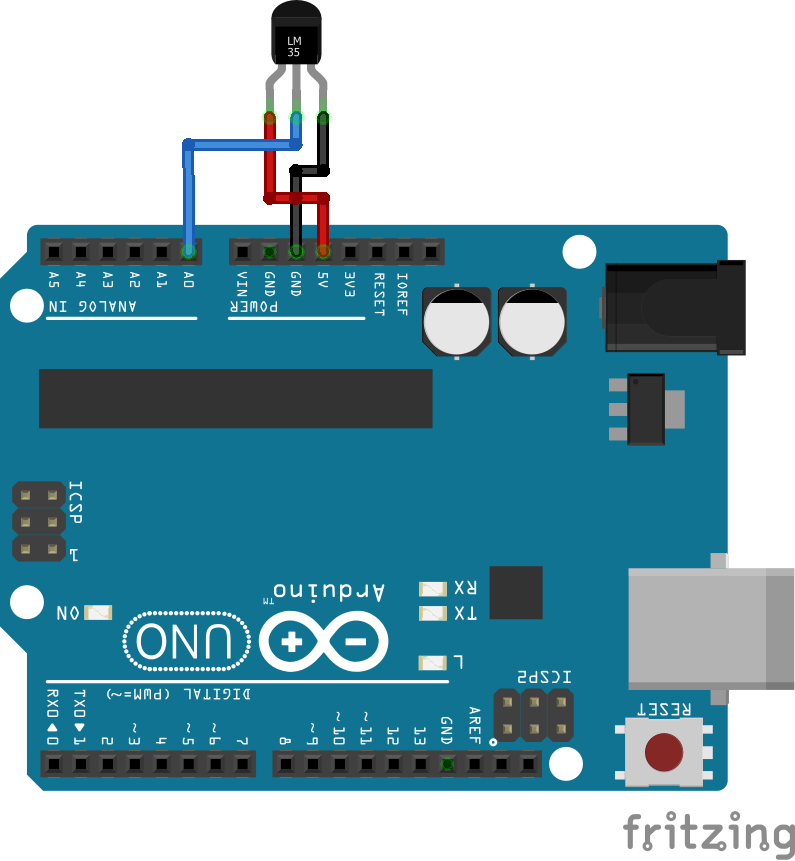 LM
35
A5 A4 A3 A2 A1 A0 VIN GND GND 5V 3V3 RESET IOREF
ANALOG IN POWER
ICSP
1
Arduino™
RX
ON UNO TX
L
ICSP2
DIGITAL (PWM=~)
RESET
RX0◀0 TX0▶1 2 ~3 4 ~5 ~6 7 8 ~9 ~10 ~11 12 13 GND AREF
fritzing